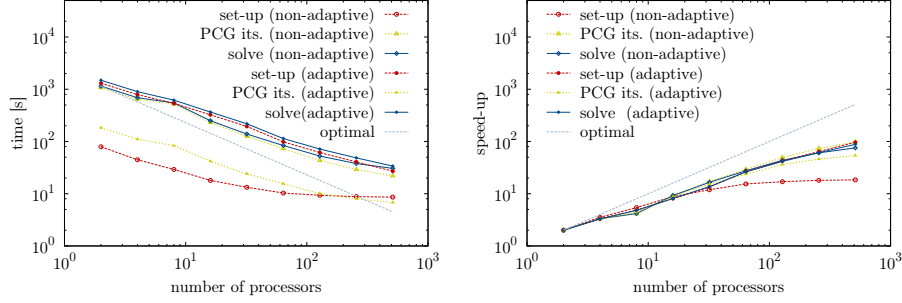 set-up (non-adaptive)
PCG its. (non-adaptive)
solve (non-adaptive)
set-up (adaptive)
PCG its. (adaptive)
solve(adaptive)
optimal
time [s]
10^4
10^3
10^2
10^1
10^0
10^0 10^1 10^2 10^3
number of processors
set-up (non-adaptive)
PCG its. (non-adaptive)
solve (non-adaptive)
set-up (adaptive)
PCG its. (adaptive)
solve (adaptive)
optimal
speed-up
10^4
10^3
10^2
10^1
10^0
10^0 10^1 10^2 10^3
number of processors